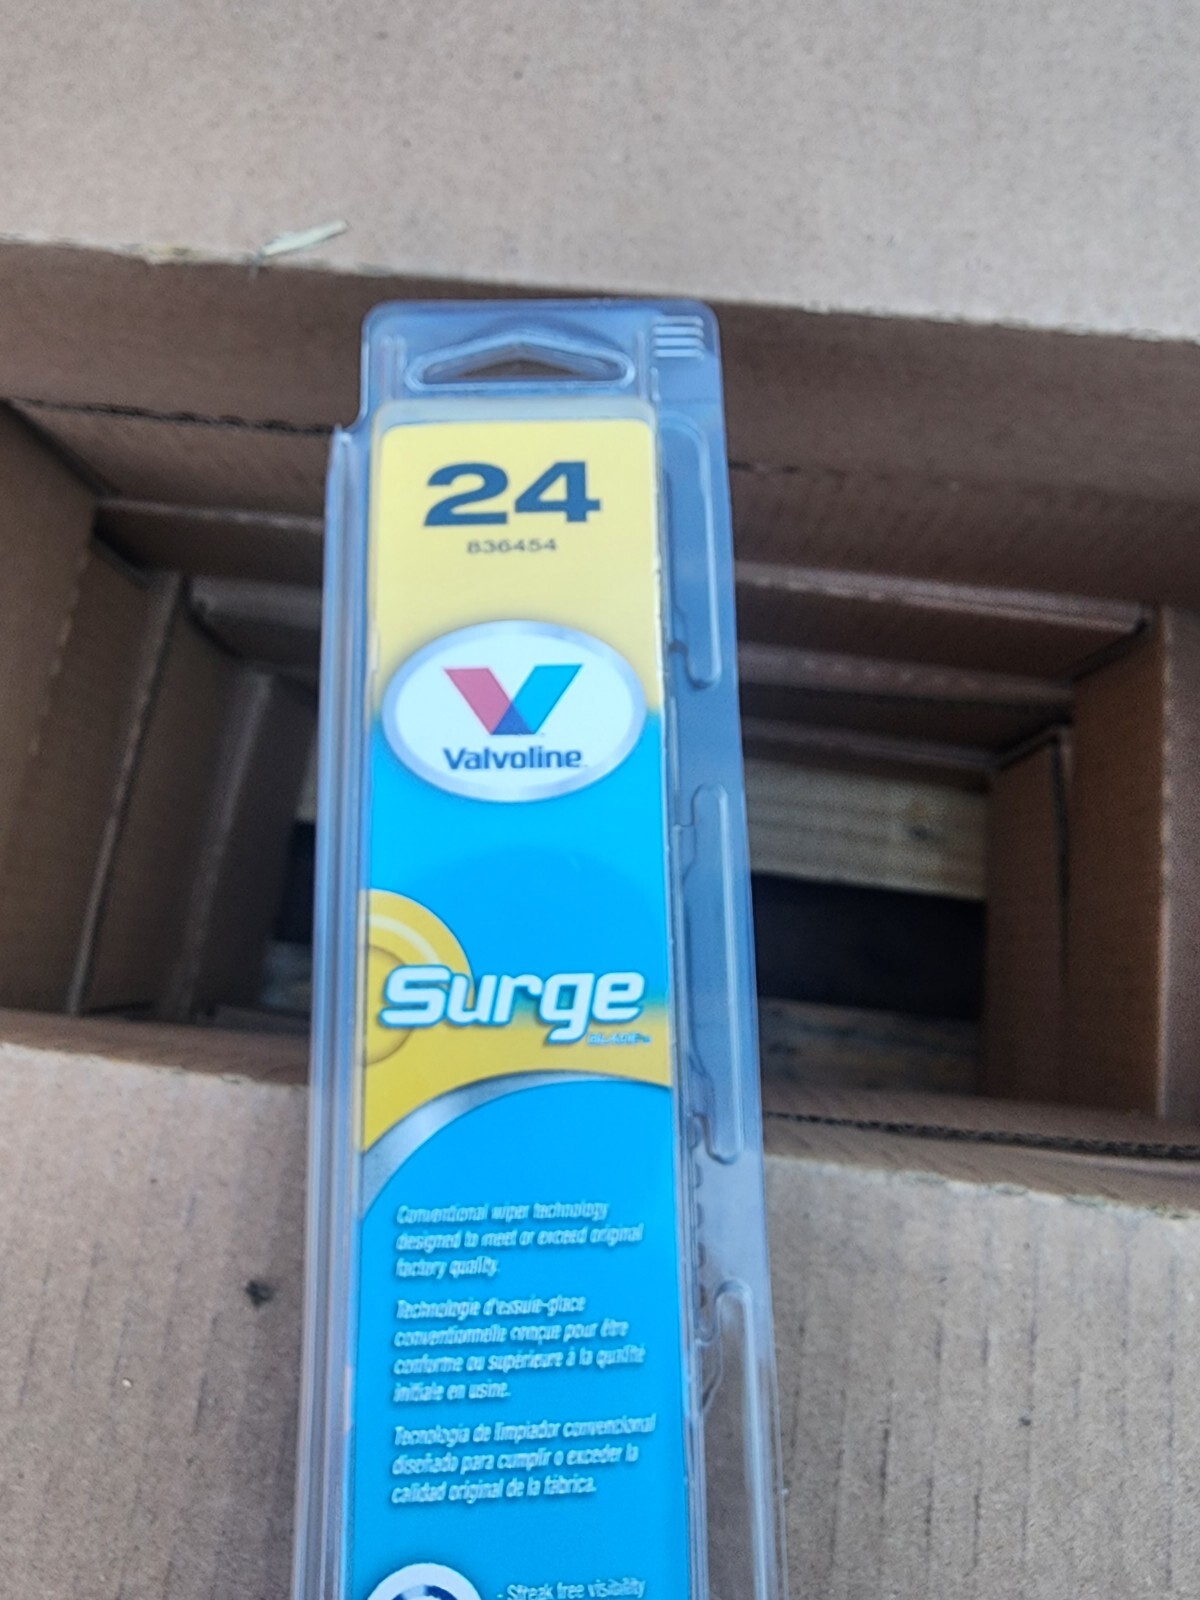 24
836454
Valvoline
Surge
BLADE™
Conventional wiper technology
designed to meet or exceed original
factory quality.
Technologie d'essuie-glace
conventionnelle conçue pour être
conforme ou supérieure à la qualité
initiale en usine.
Tecnología de limpiador convencional
diseñada para cumplir o exceder la
calidad original de la fábrica.
- Streak free visibility